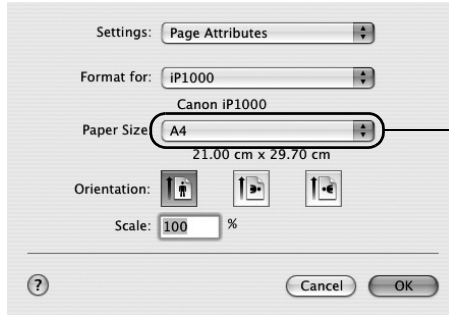 Settings: Page Attributes
Format for: iP1000
Canon iP1000
Paper Size A4
21.00 cm x 29.70 cm
Orientation:
Scale: 100 %
? Cancel OK